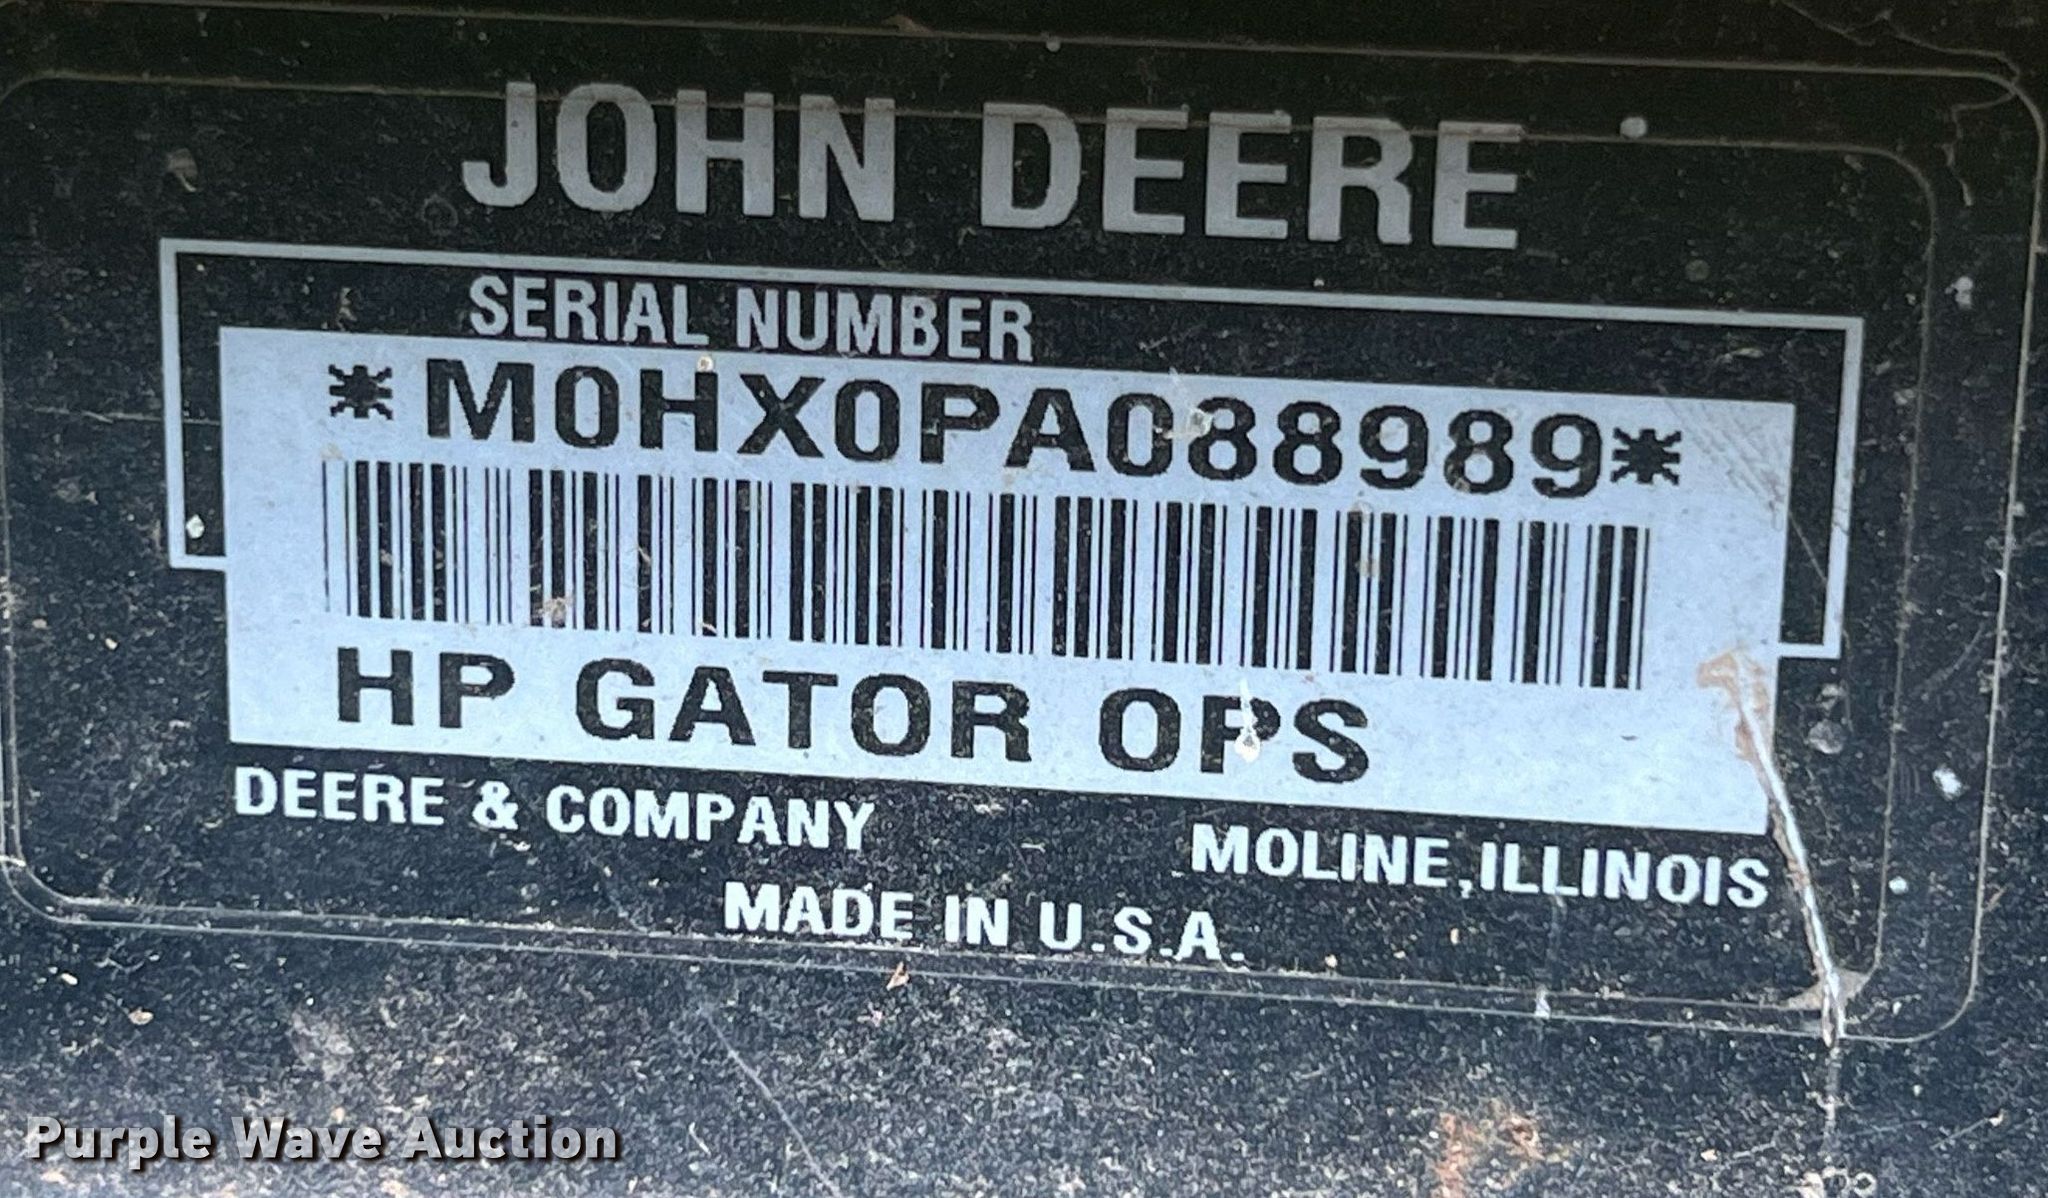 JOHN DEERE
SERIAL NUMBER
*M0HX0PA088989*
HP GATOR OPS
DEERE & COMPANY MOLINE, ILLINOIS
MADE IN U.S.A.
Purple Wave Auction